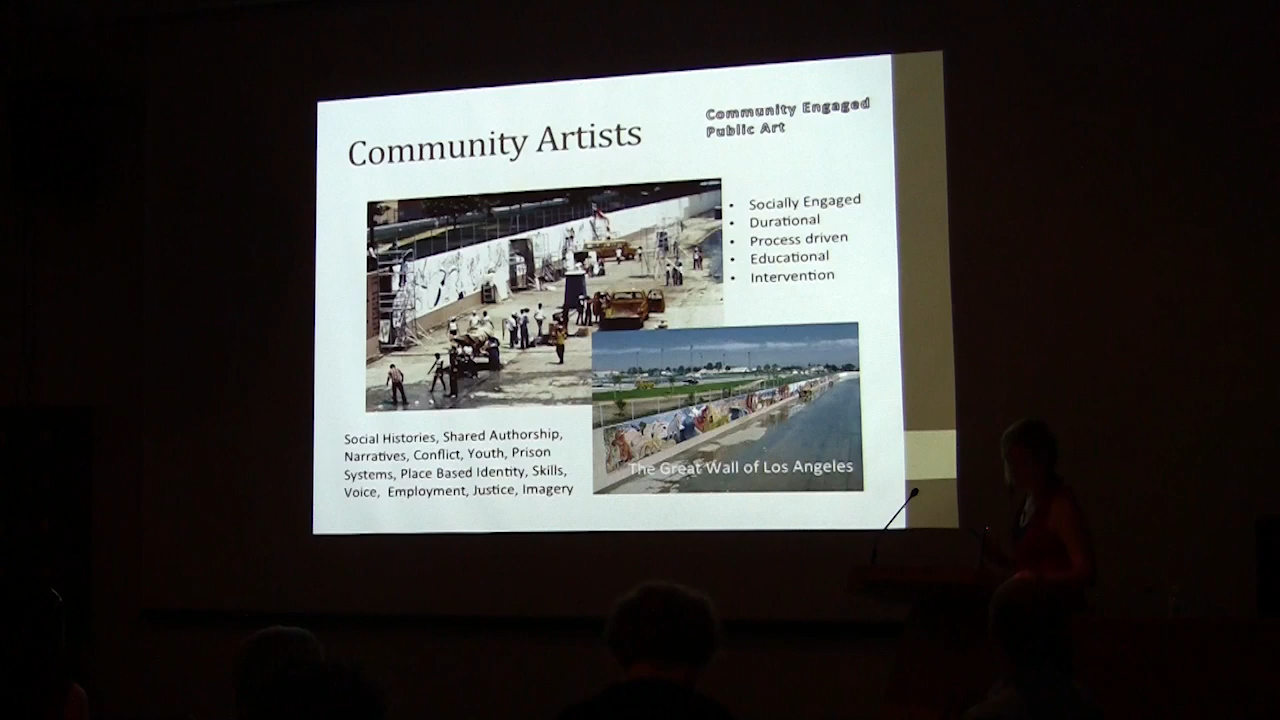 Community Engaged
Public Art
Community Artists
• Socially Engaged
• Durational
• Process driven
• Educational
• Intervention
The Great Wall of Los Angeles
Social Histories, Shared Authorship,
Narratives, Conflict, Youth, Prison
Systems, Place Based Identity, Skills,
Voice, Employment, Justice, Imagery